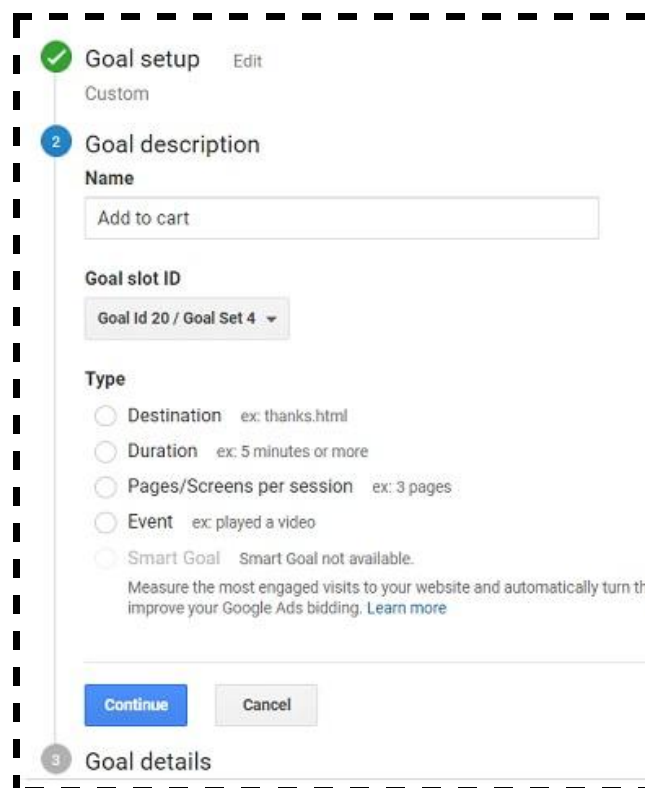 Goal setup Edit
Custom
2 Goal description
Name
Add to cart
Goal slot ID
Goal Id 20 / Goal Set 4
Type
Destination ex: thanks.html
Duration ex: 5 minutes or more
Pages/Screens per session ex: 3 pages
Event ex: played a video
Smart Goal Smart Goal not available.
Measure the most engaged visits to your website and automatically turn th
improve your Google Ads bidding. Learn more
Continue Cancel
3 Goal details